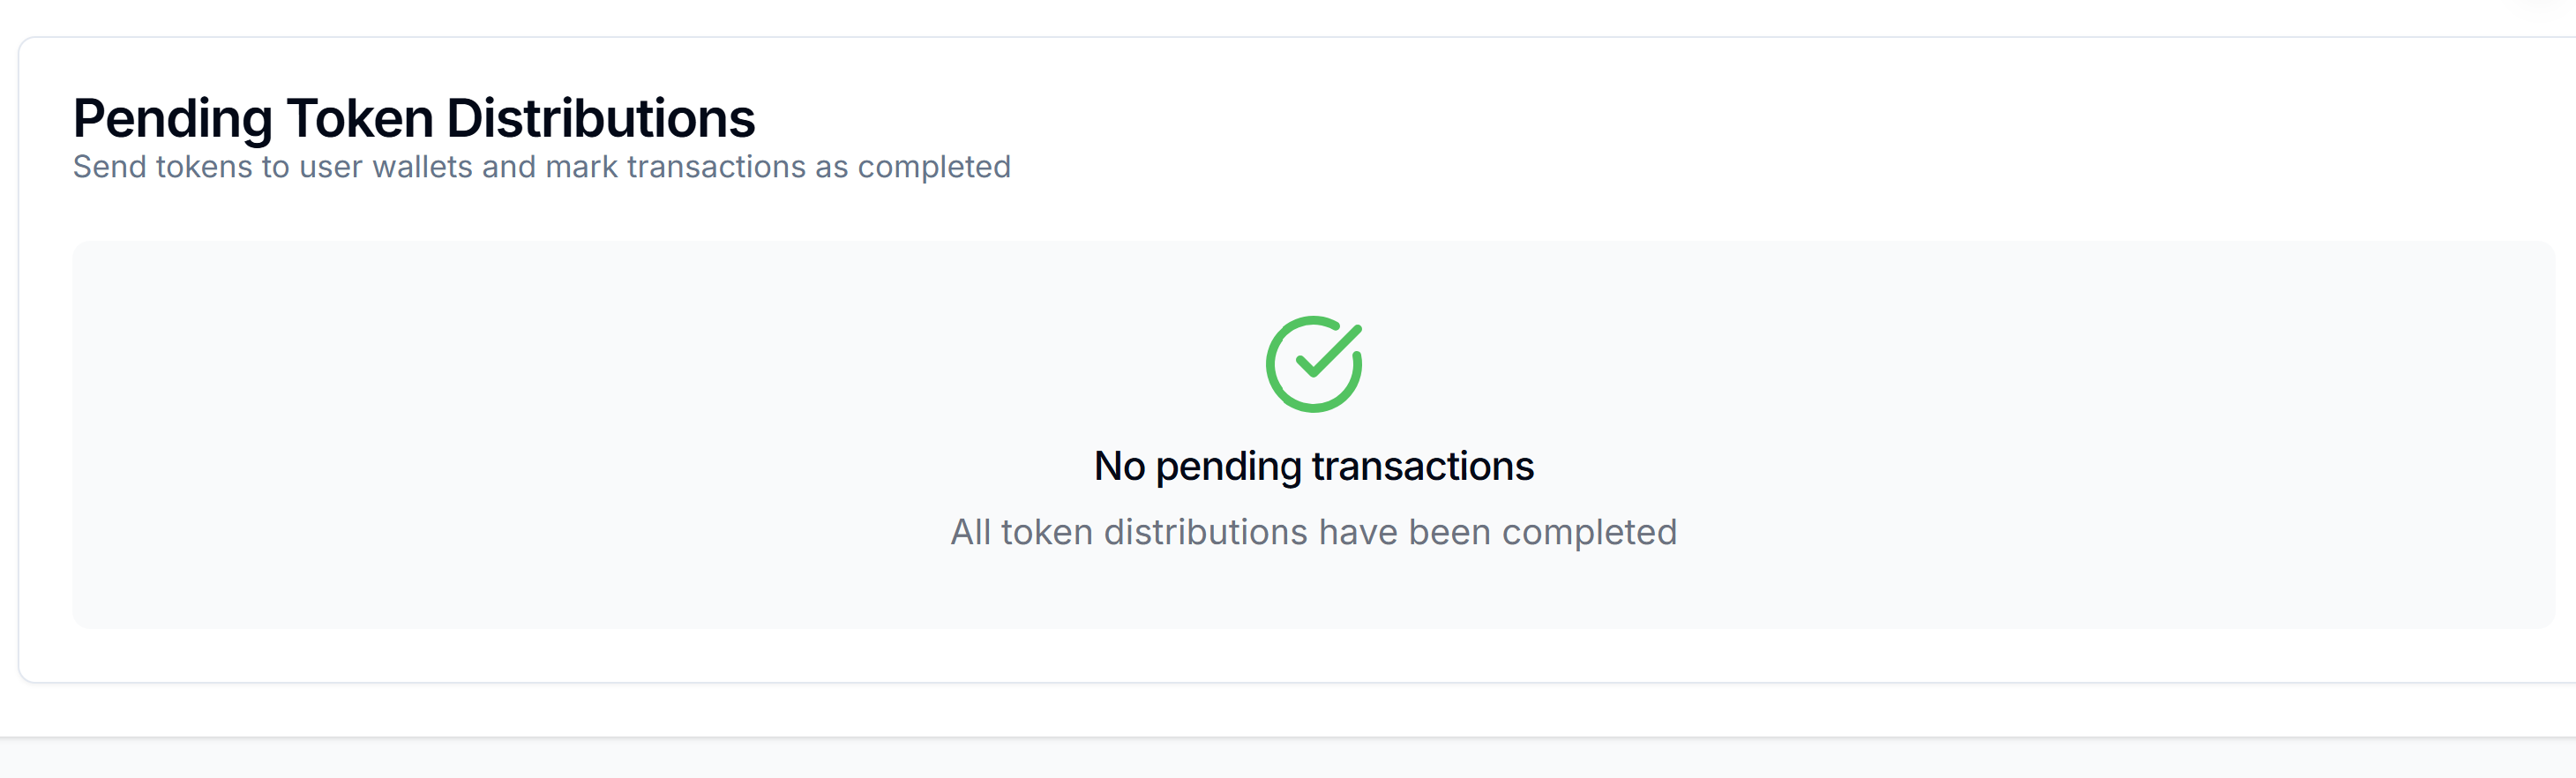 Pending Token Distributions
Send tokens to user wallets and mark transactions as completed
No pending transactions
All token distributions have been completed